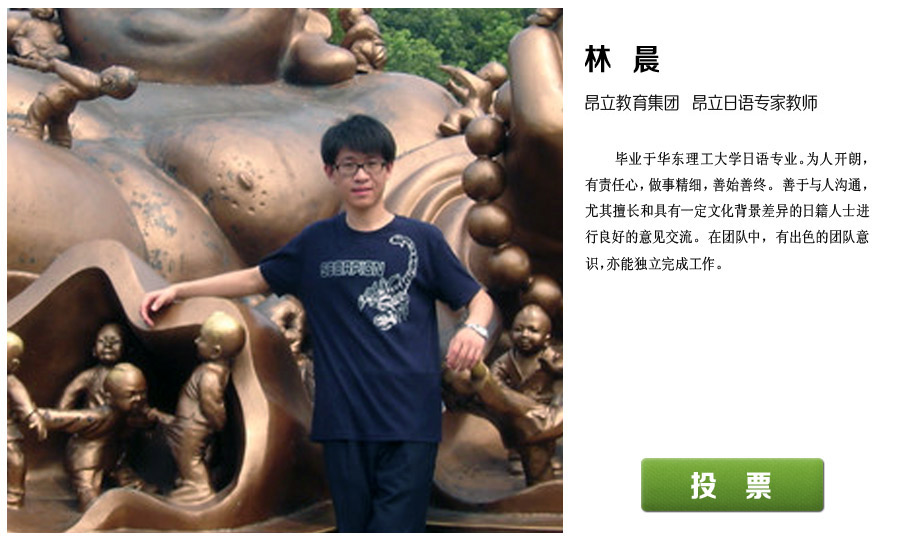 林 晨
昂立教育集团 昂立日语专家教师
毕业于华东理工大学日语专业。为人开朗,
有责任心,做事精细,善始善终。善于与人沟通,
尤其擅长和具有一定文化背景差异的日籍人士进
行良好的意见交流。在团队中,有出色的团队意
识,亦能独立完成工作。
SCORPION
投 票